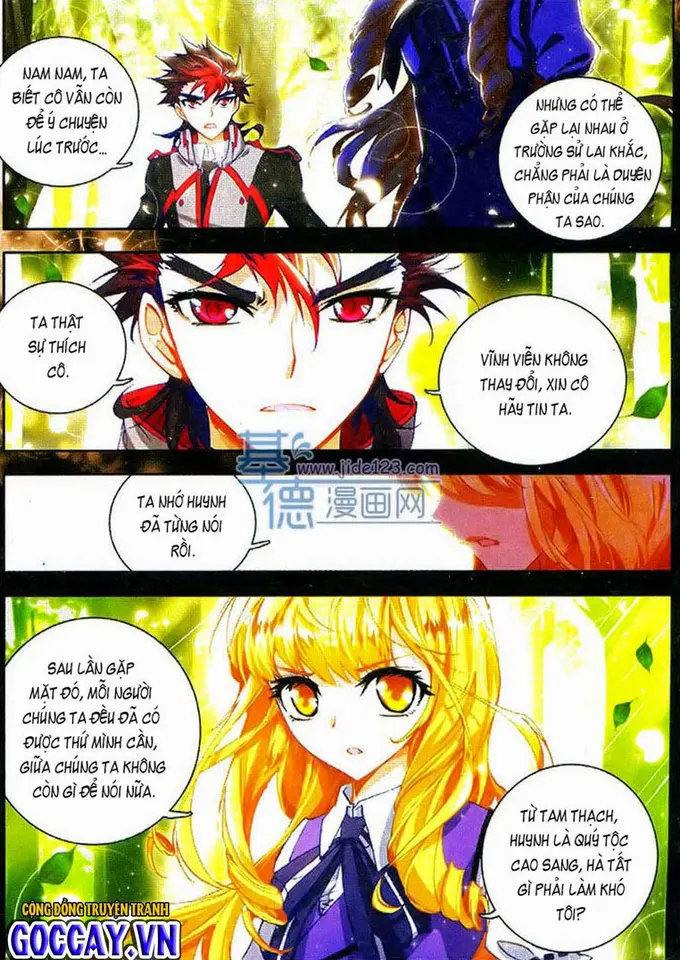 NAM NAM, TA
BIẾT CÔ VẪN CÒN
ĐỂ Ý CHUYỆN
LÚC TRƯỚC...
NHƯNG CÓ THỂ
GẶP LẠI NHAU Ở
TRƯỜNG SỬ LAI KHẮC,
CHẲNG PHẢI LÀ DUYÊN
PHẬN CỦA CHÚNG
TA SAO.
TA THẬT
SỰ THÍCH
CÔ.
VĨNH VIỄN KHÔNG
THAY ĐỔI, XIN CÔ
HÃY TIN TA.
基德漫画网
www.jide123.com
TA NHỚ HUYNH
ĐÃ TỪNG NÓI
RỒI.
SAU LẦN GẶP
MẶT ĐÓ, MỖI NGƯỜI
CHÚNG TA ĐỀU ĐÃ CÓ
ĐƯỢC THỨ MÌNH CẦN,
GIỮA CHÚNG TA KHÔNG
CÒN GÌ ĐỂ NÓI NỮA.
TỪ TAM THẠCH,
HUYNH LÀ QUÝ TỘC
CAO SANG, HÀ TẤT
GÌ PHẢI LÀM KHÓ
TÔI?
CỘNG ĐỒNG TRUYỆN TRANH
GOCCAY.VN